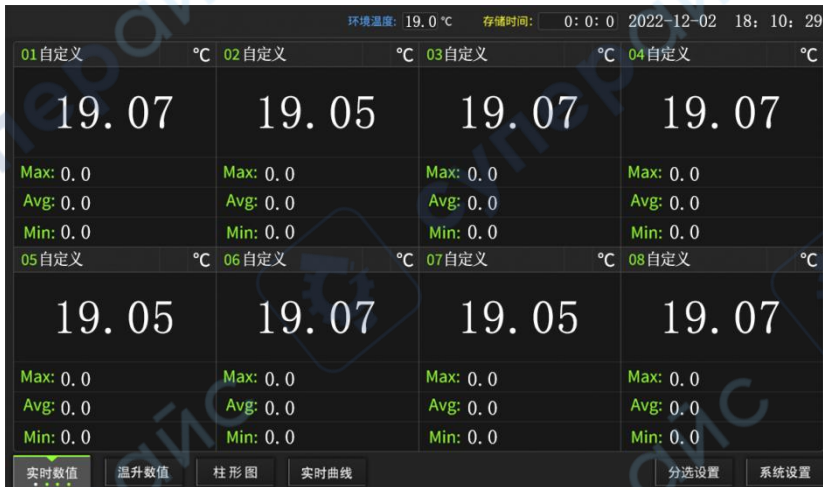 环境温度: 19.0 ℃ 存储时间: 0: 0: 0 2022-12-02 18: 10: 29
01自定义 ℃ 02自定义 ℃ 03自定义 ℃ 04自定义 ℃
19.07 19.05 19.07 19.07
Max: 0.0 Max: 0.0 Max: 0.0 Max: 0.0
Avg: 0.0 Avg: 0.0 Avg: 0.0 Avg: 0.0
Min: 0.0 Min: 0.0 Min: 0.0 Min: 0.0
05自定义 ℃ 06自定义 ℃ 07自定义 ℃ 08自定义 ℃
19.05 19.07 19.05 19.07
Max: 0.0 Max: 0.0 Max: 0.0 Max: 0.0
Avg: 0.0 Avg: 0.0 Avg: 0.0 Avg: 0.0
Min: 0.0 Min: 0.0 Min: 0.0 Min: 0.0
实时数值 温升数值 柱形图 实时曲线 分选设置 系统设置